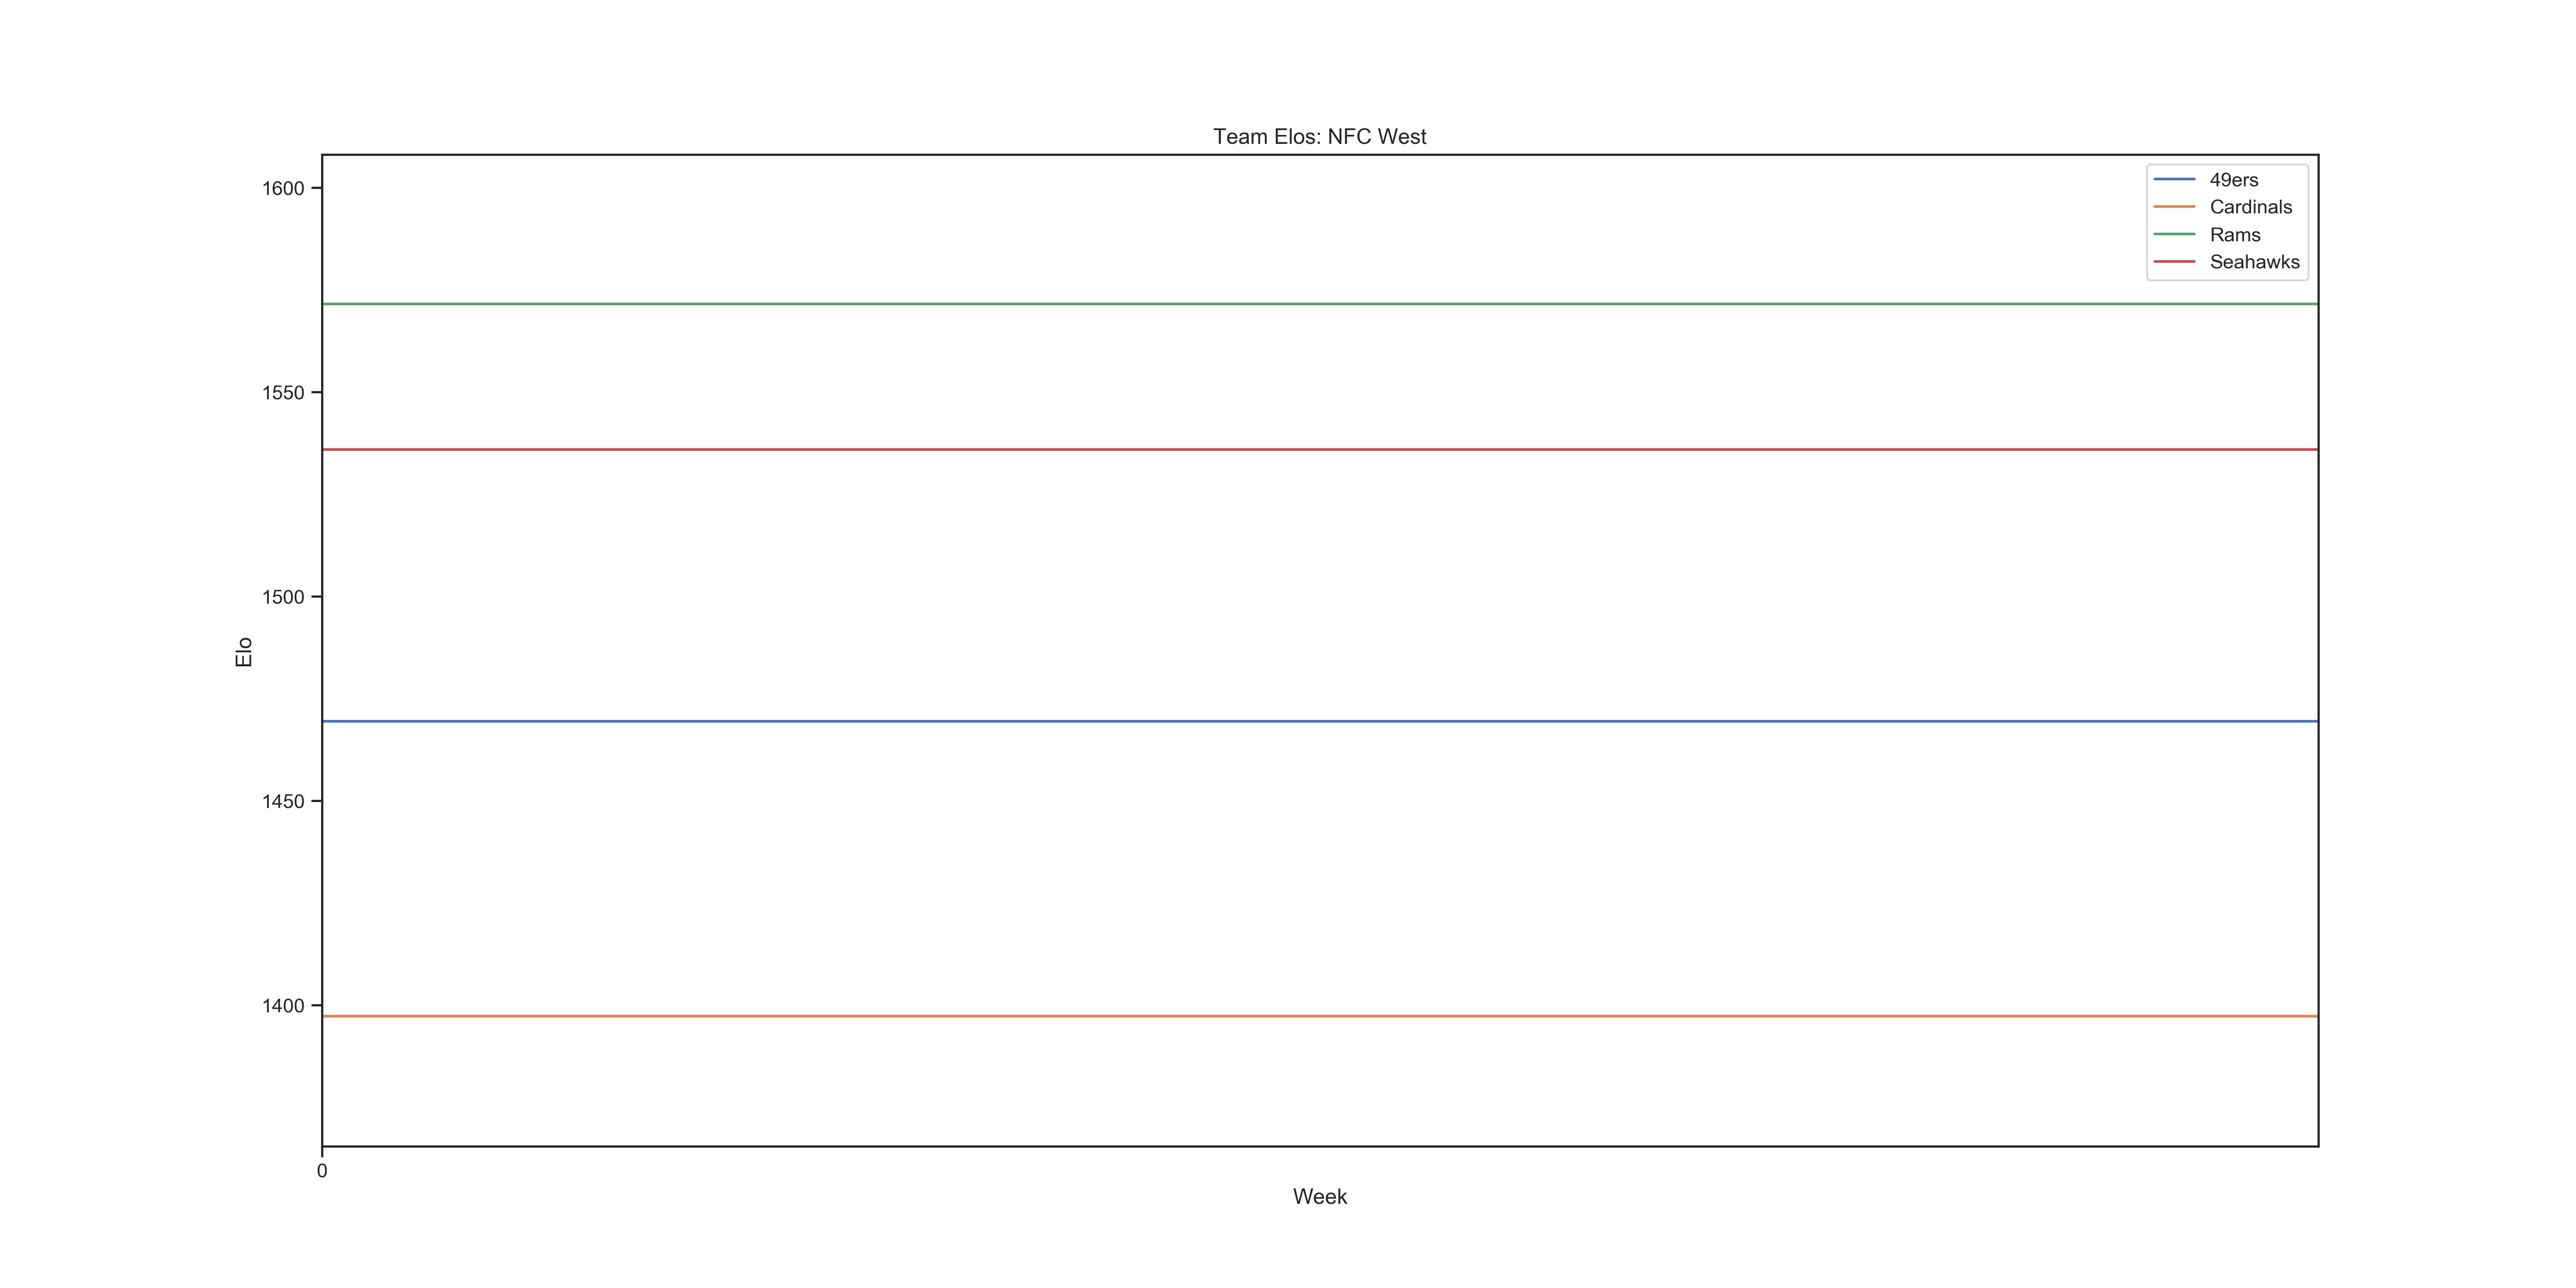 Team Elos: NFC West
1600
1550
1500
1450
1400
Elo
0
Week
49ers
Cardinals
Rams
Seahawks